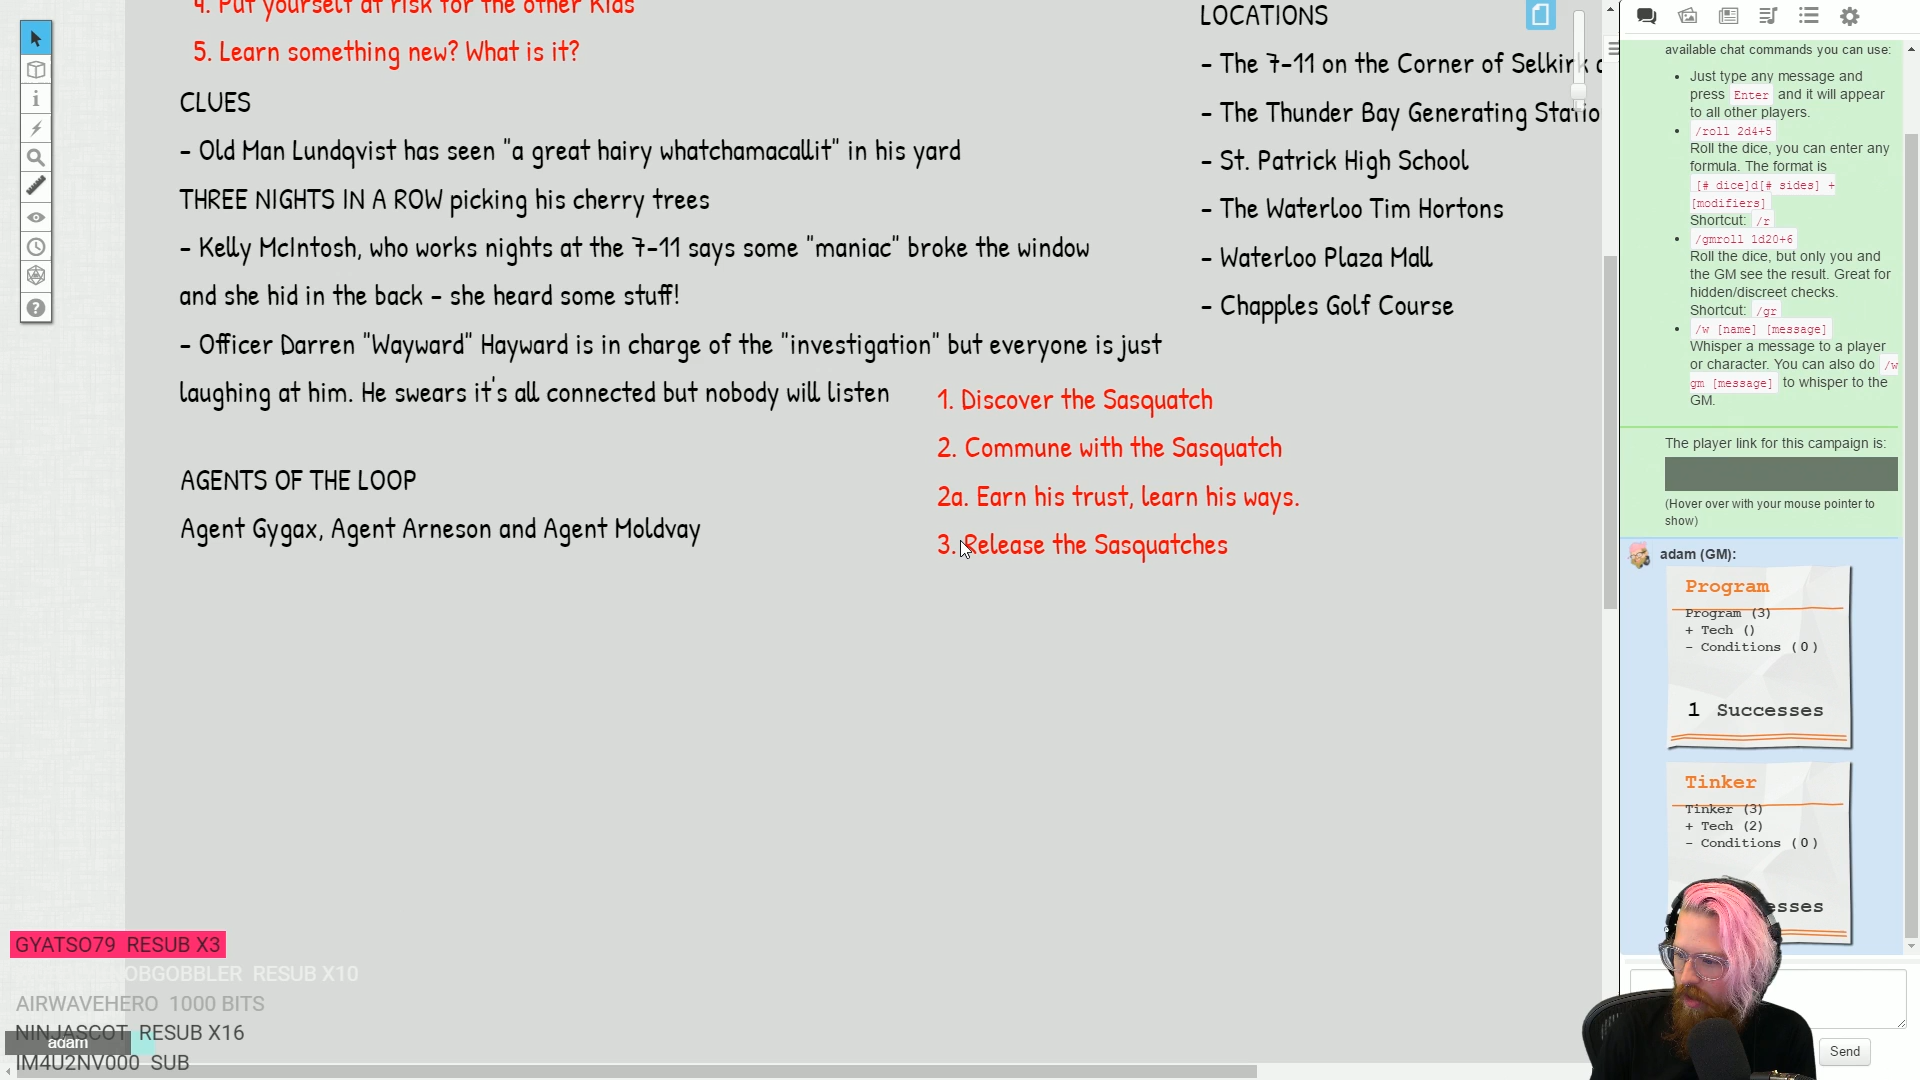 4. Put yourself at risk for the other Kids
5. Learn something new? What is it?
CLUES
- Old Man Lundqvist has seen "a great hairy whatchamacallit" in his yard
THREE NIGHTS IN A ROW picking his cherry trees
- Kelly McIntosh, who works nights at the 7-11 says some "maniac" broke the window
and she hid in the back - she heard some stuff!
- Officer Darren "Wayward" Hayward is in charge of the "investigation" but everyone is just
laughing at him. He swears it's all connected but nobody will listen
AGENTS OF THE LOOP
Agent Gygax, Agent Arneson and Agent Moldvay
LOCATIONS
- The 7-11 on the Corner of Selkirk
- The Thunder Bay Generating
- St. Patrick High School
- The Waterloo Tim Hortons
- Waterloo Plaza Mall
- Chapples Golf Course
1. Discover the Sasquatch
2. Commune with the Sasquatch
2a. Earn his trust, learn his ways.
3. Release the Sasquatches
available chat commands you can use:
• Just type any message and
press Enter and it will appear
to all other players.
• /roll 2d4+5
Roll the dice, you can enter any
formula. The format is
[# dice]d[# sides] +
[modifiers]
Shortcut: /r
• /gmroll 1d20+6
Roll the dice, but only you and
the GM see the result. Great for
hidden/discreet checks.
Shortcut: /gr
• /w [name] [message]
Whisper a message to a player
or character. You can also do /w
gm [message] to whisper to the
GM.
The player link for this campaign is:
(Hover over with your mouse pointer to
show)
adam (GM):
Program
Program (3)
+ Tech ()
- Conditions (0)
1 Successes
Tinker
Tinker (3)
+ Tech (2)
- Conditions (0)
Send
GYATSO79 RESUB X3
RESUB X10
AIRWAVEHERO 1000 BITS
NINJASCOT RESUB X16
adam
IM4U2NV000 SUB